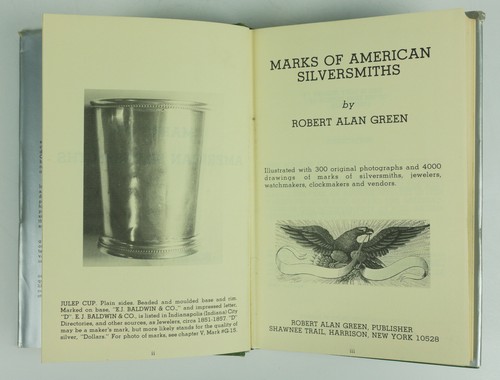 JULEP CUP. Plain sides. Beaded and moulded base and rim.
Marked on base, "E.J. BALDWIN & CO.," and impressed letter,
"D". E.J. BALDWIN & CO., is listed in Indianapolis (Indiana) City
Directories, and other sources, as Jewelers, circa 1851-1857. "D"
may be a maker's mark, but more likely stands for the quality of
silver, "Dollars." For photo of marks, see chapter V, Mark #G-15.
ii
MARKS OF AMERICAN
SILVERSMITHS
by
ROBERT ALAN GREEN
Illustrated with 300 original photographs and 4000
drawings of marks of silversmiths, jewelers,
watchmakers, clockmakers and vendors.
ROBERT ALAN GREEN, PUBLISHER
SHAWNEE TRAIL, HARRISON, NEW YORK 10528
iii